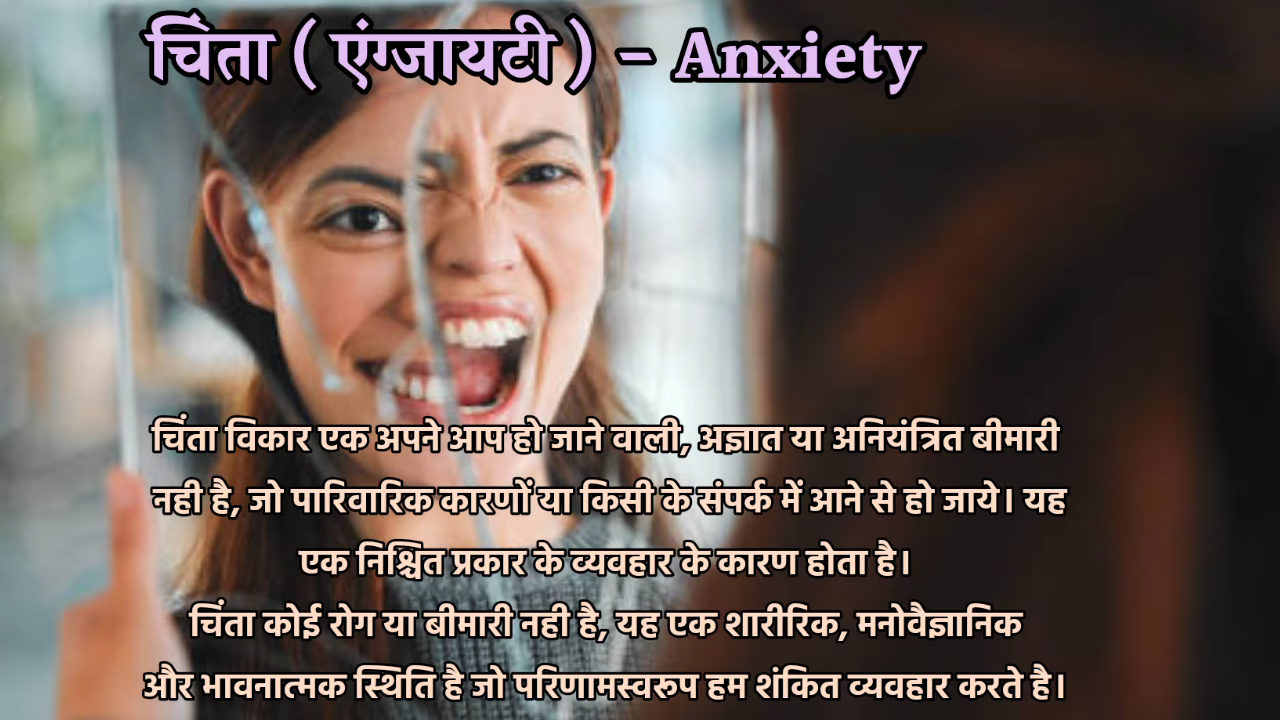 चिंता ( एंग्जायटी ) - Anxiety
चिंता विकार एक अपने आप हो जाने वाली, अज्ञात या अनियंत्रित बीमारी
नही है, जो पारिवारिक कारणों या किसी के संपर्क में आने से हो जाये। यह
एक निश्चित प्रकार के व्यवहार के कारण होता है।
चिंता कोई रोग या बीमारी नही है, यह एक शारीरिक, मनोवैज्ञानिक
और भावनात्मक स्थिति है जो परिणामस्वरूप हम शंकित व्यवहार करते है।